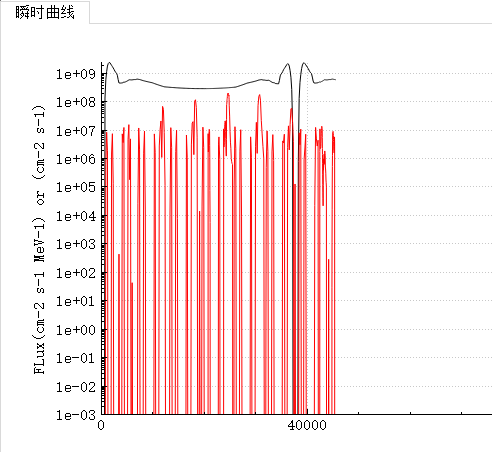 瞬时曲线
FLux(cm-2 s-1 MeV-1) or (cm-2 s-1)
1e+09
1e+08
1e+07
1e+06
1e+05
1e+04
1e+03
1e+02
1e+01
1e+00
1e-01
1e-02
1e-03
0
40000